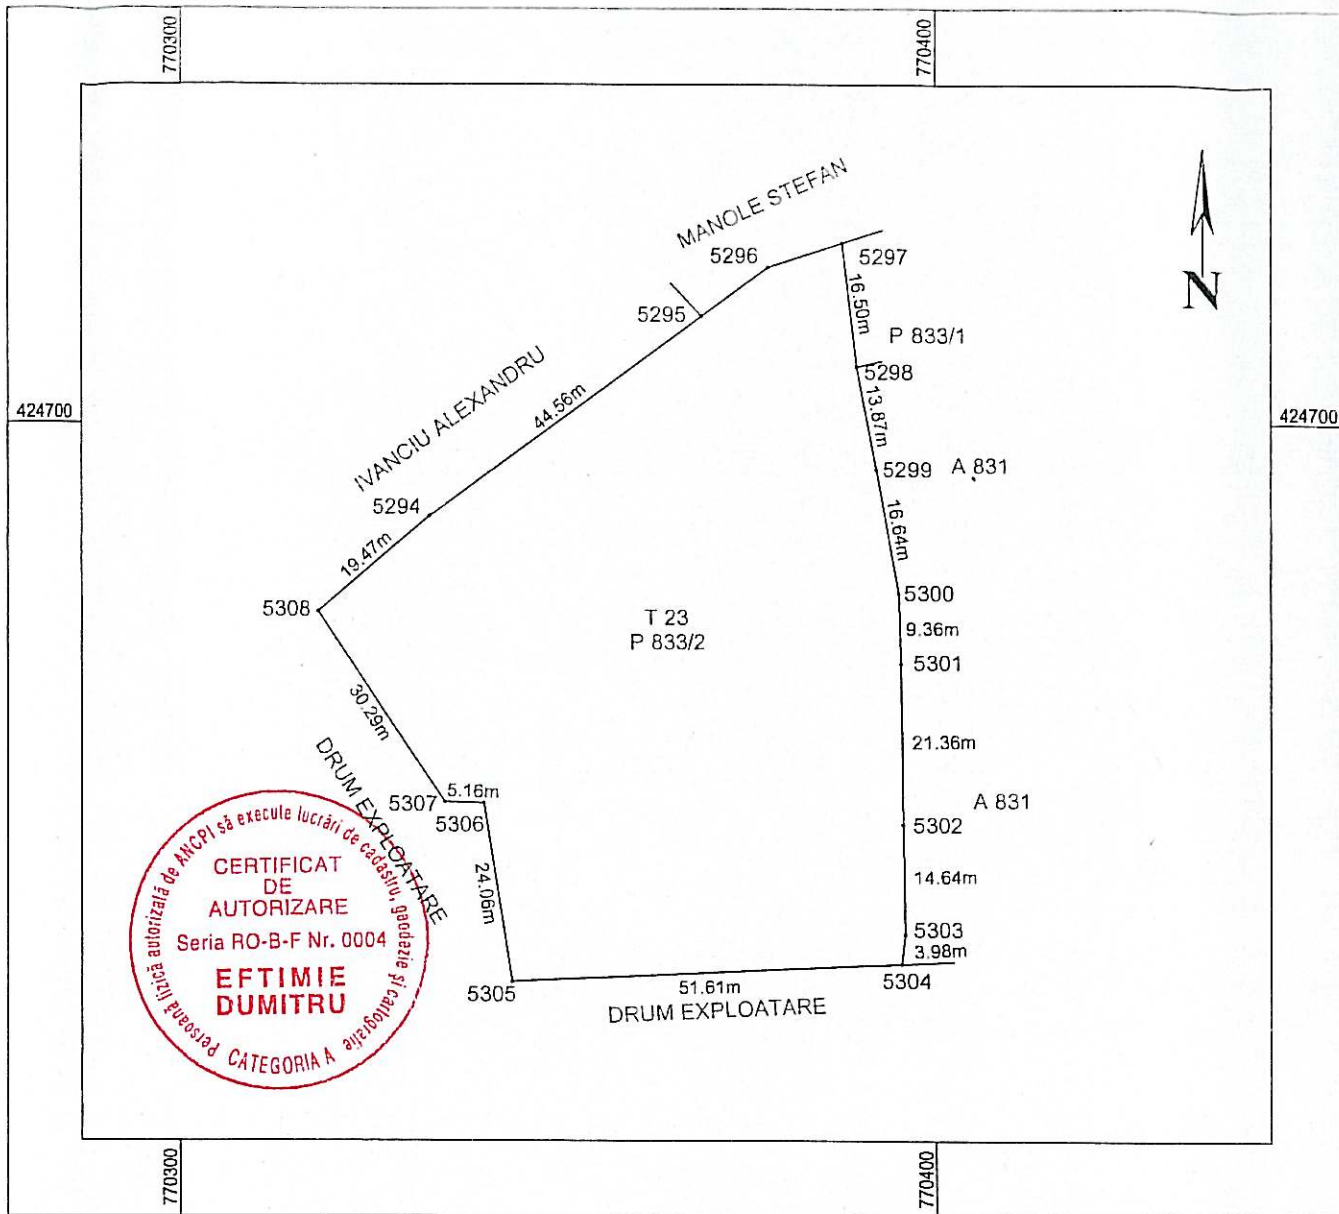 770300
770400
MANOLE STEFAN
5296
5297
16.50m
5295
P 833/1
5298
IVANCIU ALEXANDRU
44.56m
13.87m
424700
424700
5299
A 831
5294
16.64m
19.47m
5300
5308
T 23
P 833/2
9.36m
5301
30.29m
21.36m
DRUM EXPLOATARE
5.16m
5307
5306
A 831
5302
24.06m
14.64m
5303
3.98m
5305
51.61m
5304
DRUM EXPLOATARE
N
Persoană fizică autorizată de ANCPI să execute lucrări de cadastru, geodezie și cartografie
CERTIFICAT
DE
AUTORIZARE
Seria RO-B-F Nr. 0004
EFTIMIE
DUMITRU
CATEGORIA A
770300
770400